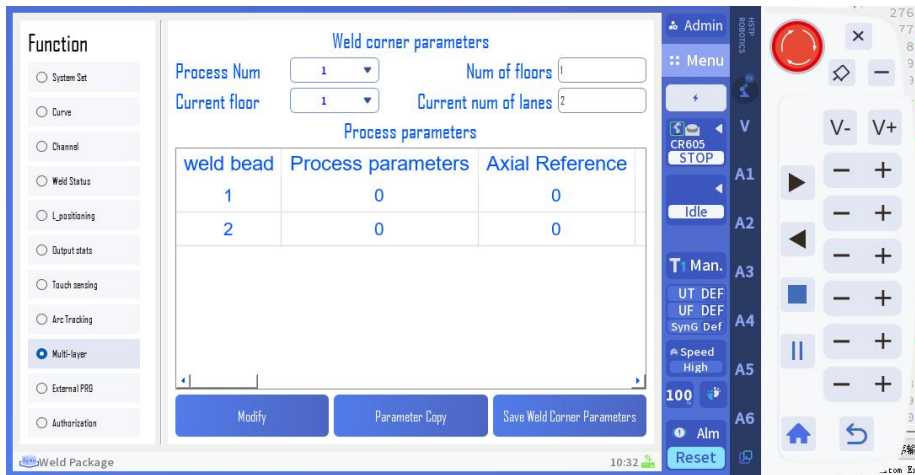 Function
System Set
Curve
Channel
Weld Status
L_positioning
Output stats
Touch sensing
Arc Tracking
Multi-layer
External PRG
Authorization
Weld Package
10:32
Weld corner parameters
Process Num 1 Num of floors 1
Current floor 1 Current num of lanes 2
Process parameters
weld bead Process parameters Axial Reference
1 0 0
2 0 0
Modify Parameter Copy Save Weld Corner Parameters
Admin
Menu
CR605
STOP
Idle
T1 Man.
UT DEF
UF DEF
SynG Def
Speed
High
100
Alm
Reset
HSTP
ROBOTICS
V
A1
A2
A3
A4
A5
A6
V- V+
- +
- +
- +
- +
- +
- +
276
77